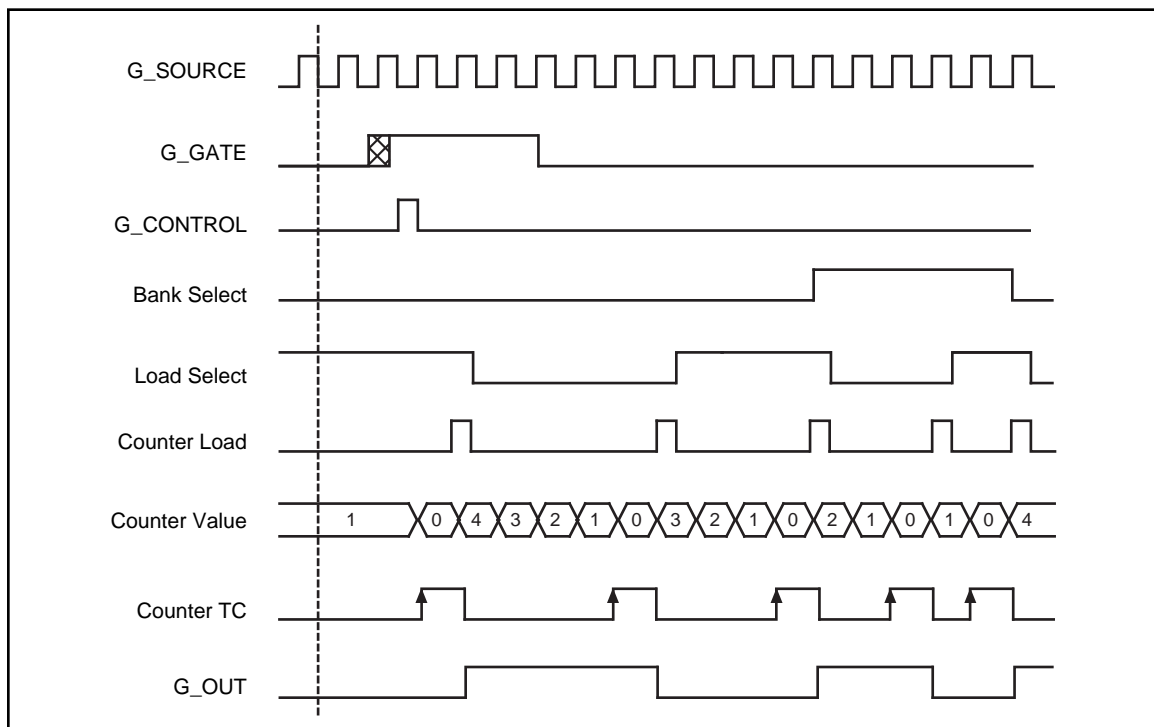 G_SOURCE
G_GATE
G_CONTROL
Bank Select
Load Select
Counter Load
Counter Value 1 0 4 3 2 1 0 3 2 1 0 2 1 0 1 0 4
Counter TC
G_OUT